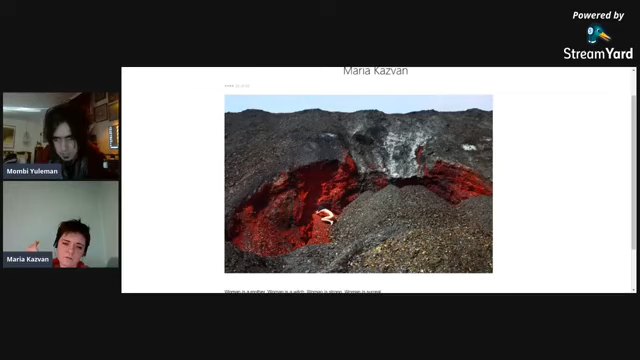 Powered by
StreamYard
Maria Kazvan
Mombi Yuleman
Maria Kazvan
Woman is a mother. Woman is a witch. Woman is strong. Woman is surreal.